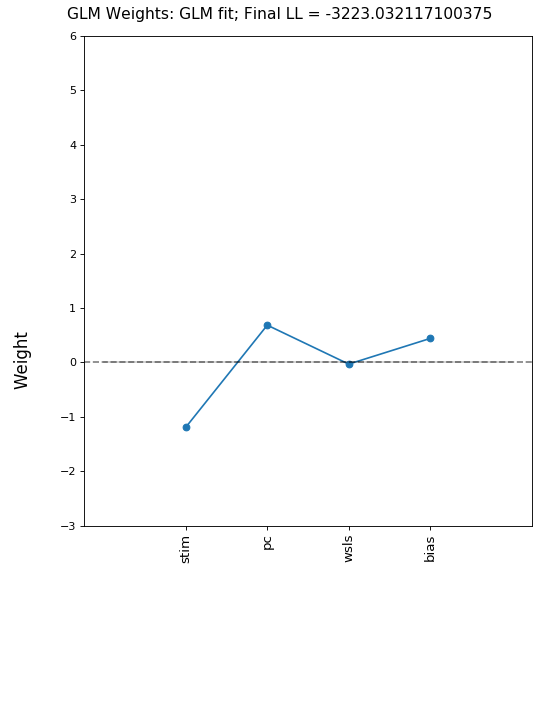 GLM Weights: GLM fit; Final LL = -3223.032117100375
6
5
4
3
2
1
0
−1
−2
−3
Weight
stim
pc
wsls
bias